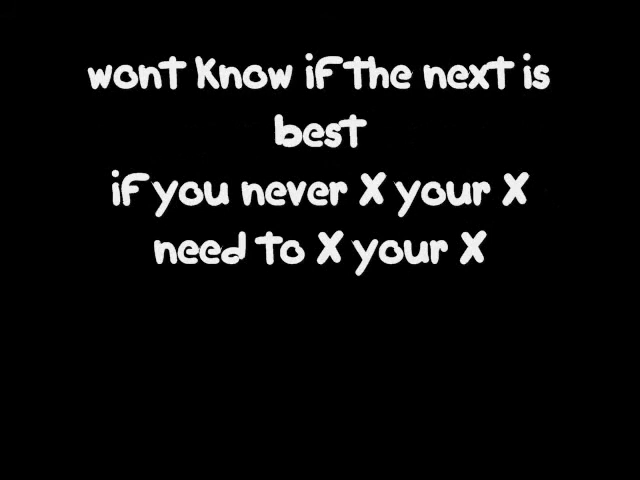 wont Know if the next is
best
if you never X your X
need to X your X